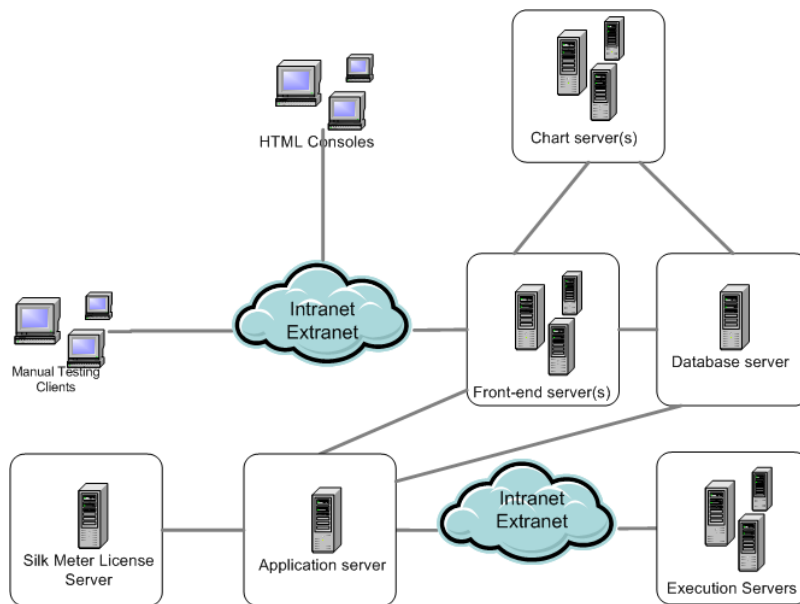 Chart server(s)
HTML Consoles
Intranet
Extranet
Manual Testing
Clients
Front-end server(s)
Database server
Silk Meter License
Server
Application server
Intranet
Extranet
Execution Servers